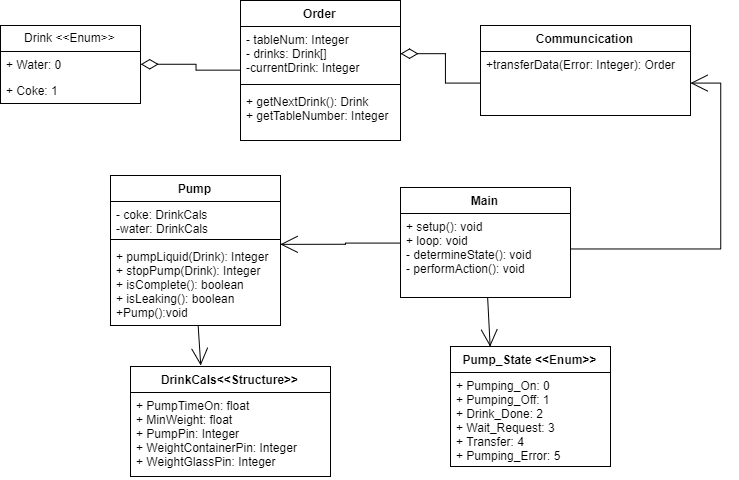 Drink <<Enum>>
+ Water: 0
+ Coke: 1
Order
- tableNum: Integer
- drinks: Drink[]
-currentDrink: Integer
+ getNextDrink(): Drink
+ getTableNumber: Integer
Communcication
+transferData(Error: Integer): Order
Pump
- coke: DrinkCals
-water: DrinkCals
+ pumpLiquid(Drink): Integer
+ stopPump(Drink): Integer
+ isComplete(): boolean
+ isLeaking(): boolean
+Pump():void
Main
+ setup(): void
+ loop: void
- determineState(): void
- performAction(): void
DrinkCals<<Structure>>
+ PumpTimeOn: float
+ MinWeight: float
+ PumpPin: Integer
+ WeightContainerPin: Integer
+ WeightGlassPin: Integer
Pump_State <<Enum>>
+ Pumping_On: 0
+ Pumping_Off: 1
+ Drink_Done: 2
+ Wait_Request: 3
+ Transfer: 4
+ Pumping_Error: 5